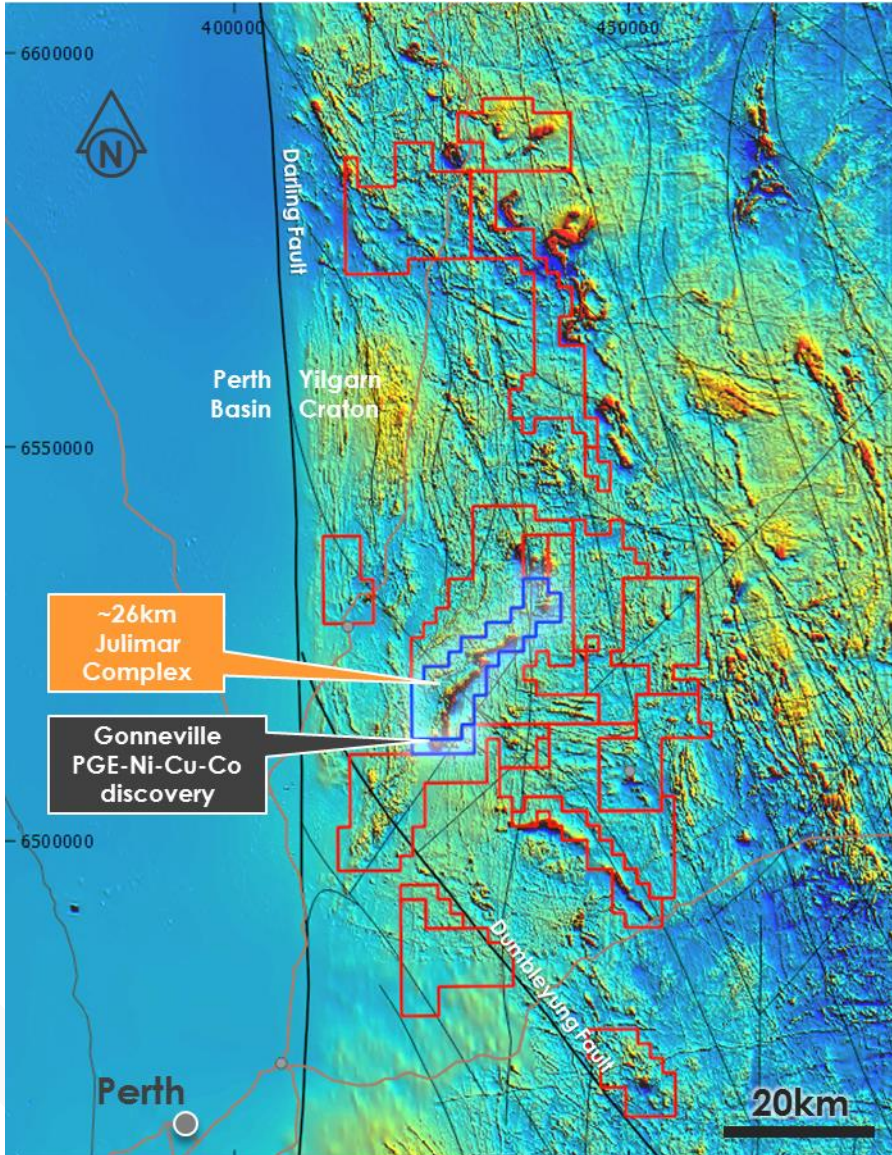 400000
450000
6600000
N
Darling Fault
Perth Yilgarn
Basin Craton
6550000
~26km
Julimar
Complex
Gonneville
PGE-Ni-Cu-Co
discovery
6500000
Dumbleyung Fault
Perth
20km